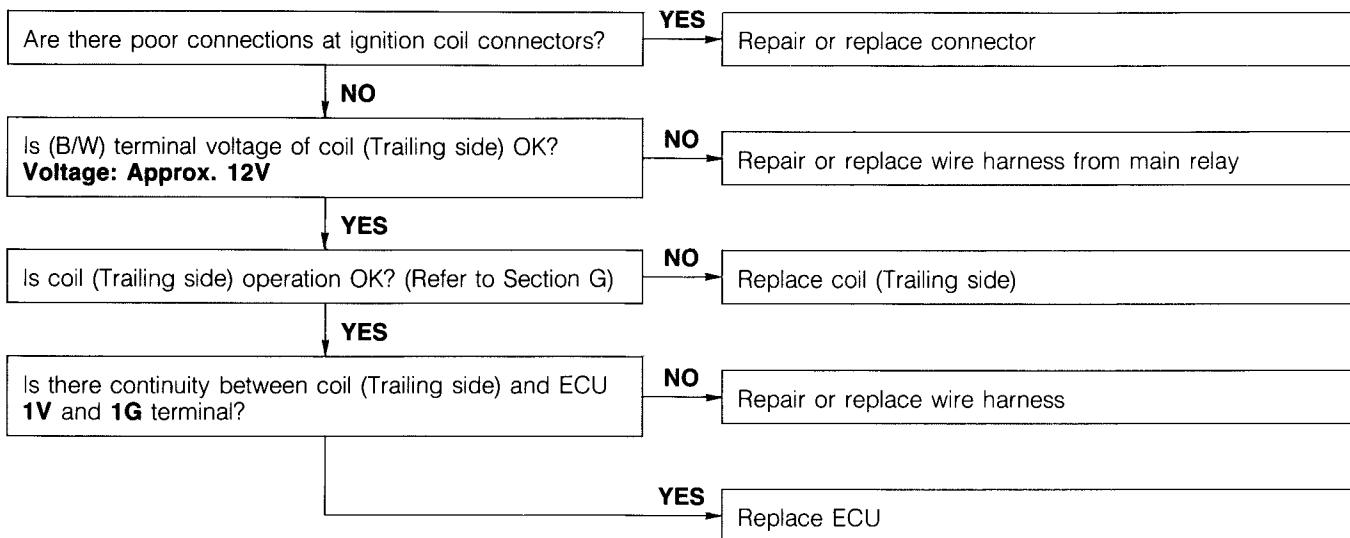 Are there poor connections at ignition coil connectors?
YES
Repair or replace connector
NO
Is (B/W) terminal voltage of coil (Trailing side) OK?
Voltage: Approx. 12V
NO
Repair or replace wire harness from main relay
YES
Is coil (Trailing side) operation OK? (Refer to Section G)
NO
Replace coil (Trailing side)
YES
Is there continuity between coil (Trailing side) and ECU
1V and 1G terminal?
NO
Repair or replace wire harness
YES
Replace ECU